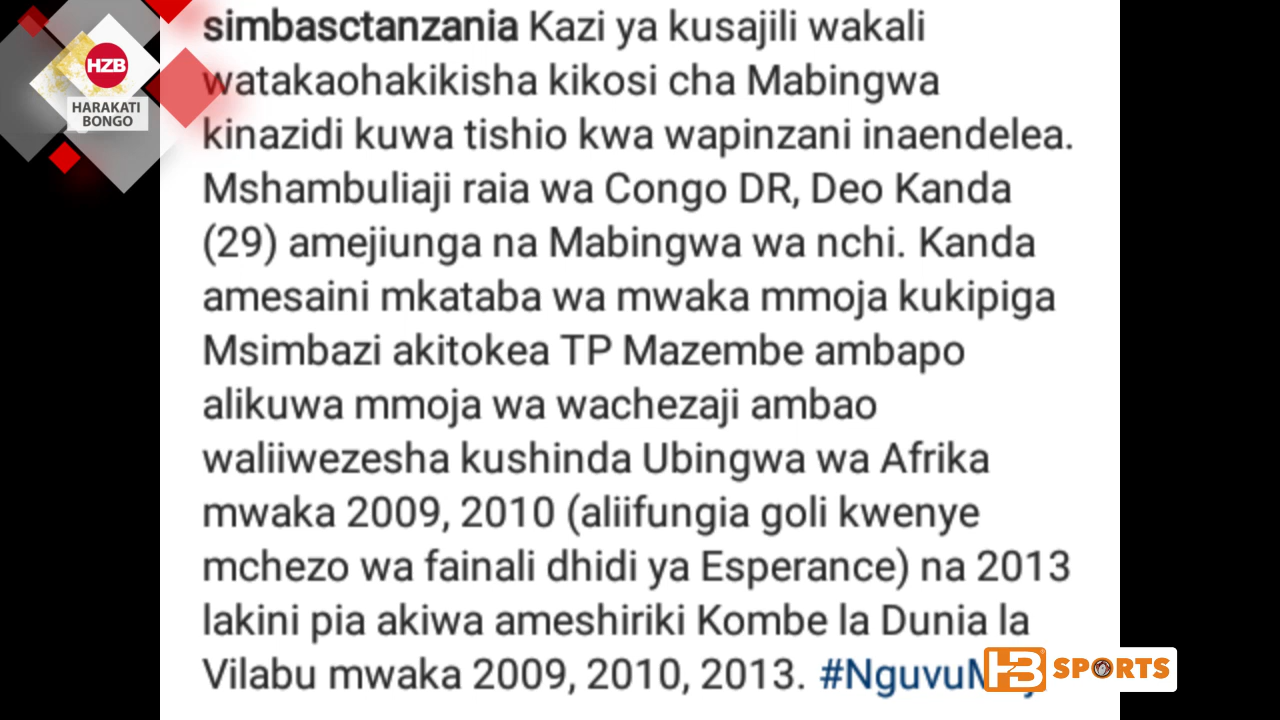 HZB
HARAKATI
BONGO
simbasctanzania Kazi ya kusajili wakali
watakaohakikisha kikosi cha Mabingwa
kinazidi kuwa tishio kwa wapinzani inaendelea.
Mshambuliaji raia wa Congo DR, Deo Kanda
(29) amejiunga na Mabingwa wa nchi. Kanda
amesaini mkataba wa mwaka mmoja kukipiga
Msimbazi akitokea TP Mazembe ambapo
alikuwa mmoja wa wachezaji ambao
waliiwezesha kushinda Ubingwa wa Afrika
mwaka 2009, 2010 (aliifungia goli kwenye
mchezo wa fainali dhidi ya Esperance) na 2013
lakini pia akiwa ameshiriki Kombe la Dunia la
Vilabu mwaka 2009, 2010, 2013.
HB SPORTS